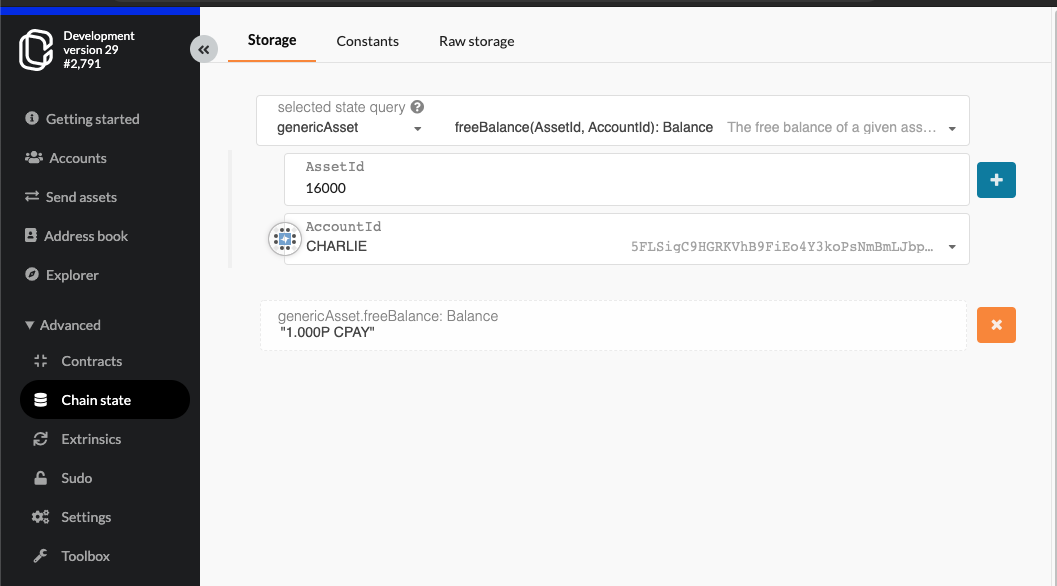 Development
version 29
#2,791
Getting started
Accounts
Send assets
Address book
Explorer
Advanced
Contracts
Chain state
Extrinsics
Sudo
Settings
Toolbox
Storage Constants Raw storage
selected state query
genericAsset freeBalance(AssetId, AccountId): Balance The free balance of a given ass…
AssetId
16000
AccountId
CHARLIE 5FLSigC9HGRKVhB9FiEo4Y3koPsNmBmLJbp…
genericAsset.freeBalance: Balance
"1.000P CPAY"